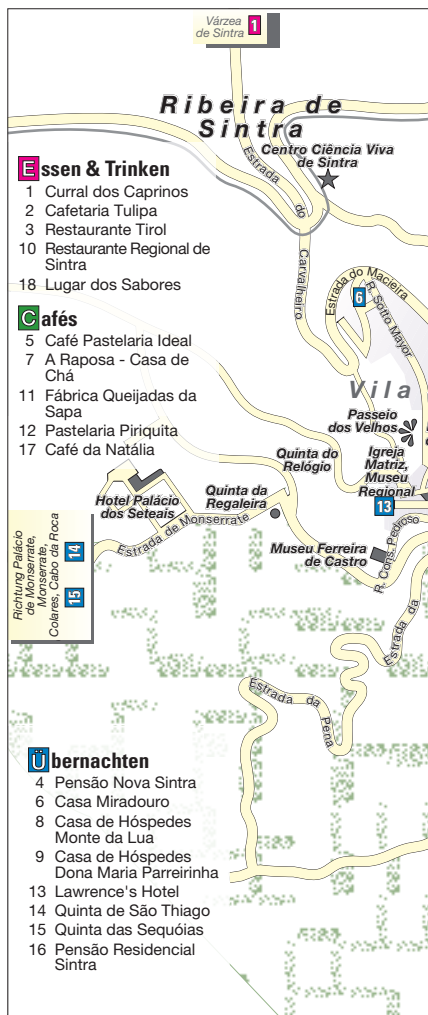 Várzea
de Sintra 1
Ribeira de
Sintra
Centro Ciência Viva
de Sintra
Estrada do
Carvalheiro
Essen & Trinken
1 Curral dos Caprinos
2 Cafetaria Tulipa
3 Restaurante Tirol
10 Restaurante Regional de
Sintra
18 Lugar dos Sabores
Estrada do Macieira
6
R. Sotto Mayor
Cafés
5 Café Pastelaria Ideal
7 A Raposa - Casa de
Chá
11 Fábrica Queijadas da
Sapa
12 Pastelaria Piriquita
17 Café da Natália
Vila
Passeio
dos Velhos
Quinta do
Relógio
Igreja
Matriz,
Museu
Regional
13
Hotel Palácio
dos Seteais
Quinta da
Regaleira
Estrada de Monserrate
Museu Ferreira
de Castro
R. Cons. Pedroso
Richtung Palácio
de Monserrate,
Monserrate,
Colares, Cabo da Roca
14
15
Estrada da
Estrada da Pena
Übernachten
4 Pensão Nova Sintra
6 Casa Miradouro
8 Casa de Hóspedes
Monte da Lua
9 Casa de Hóspedes
Dona Maria Parreirinha
13 Lawrence's Hotel
14 Quinta de São Thiago
15 Quinta das Sequóias
16 Pensão Residencial
Sintra